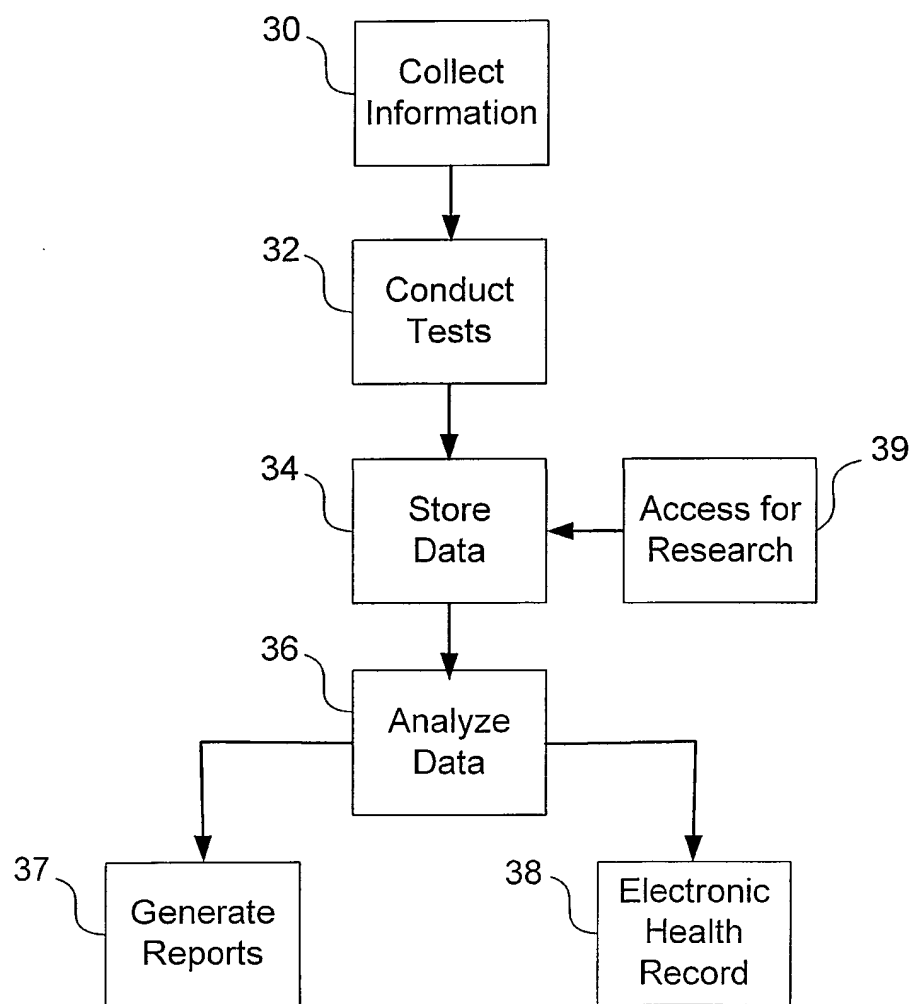 30
Collect
Information
32
Conduct
Tests
34
Store
Data
39
Access for
Research
36
Analyze
Data
37
Generate
Reports
38
Electronic
Health
Record